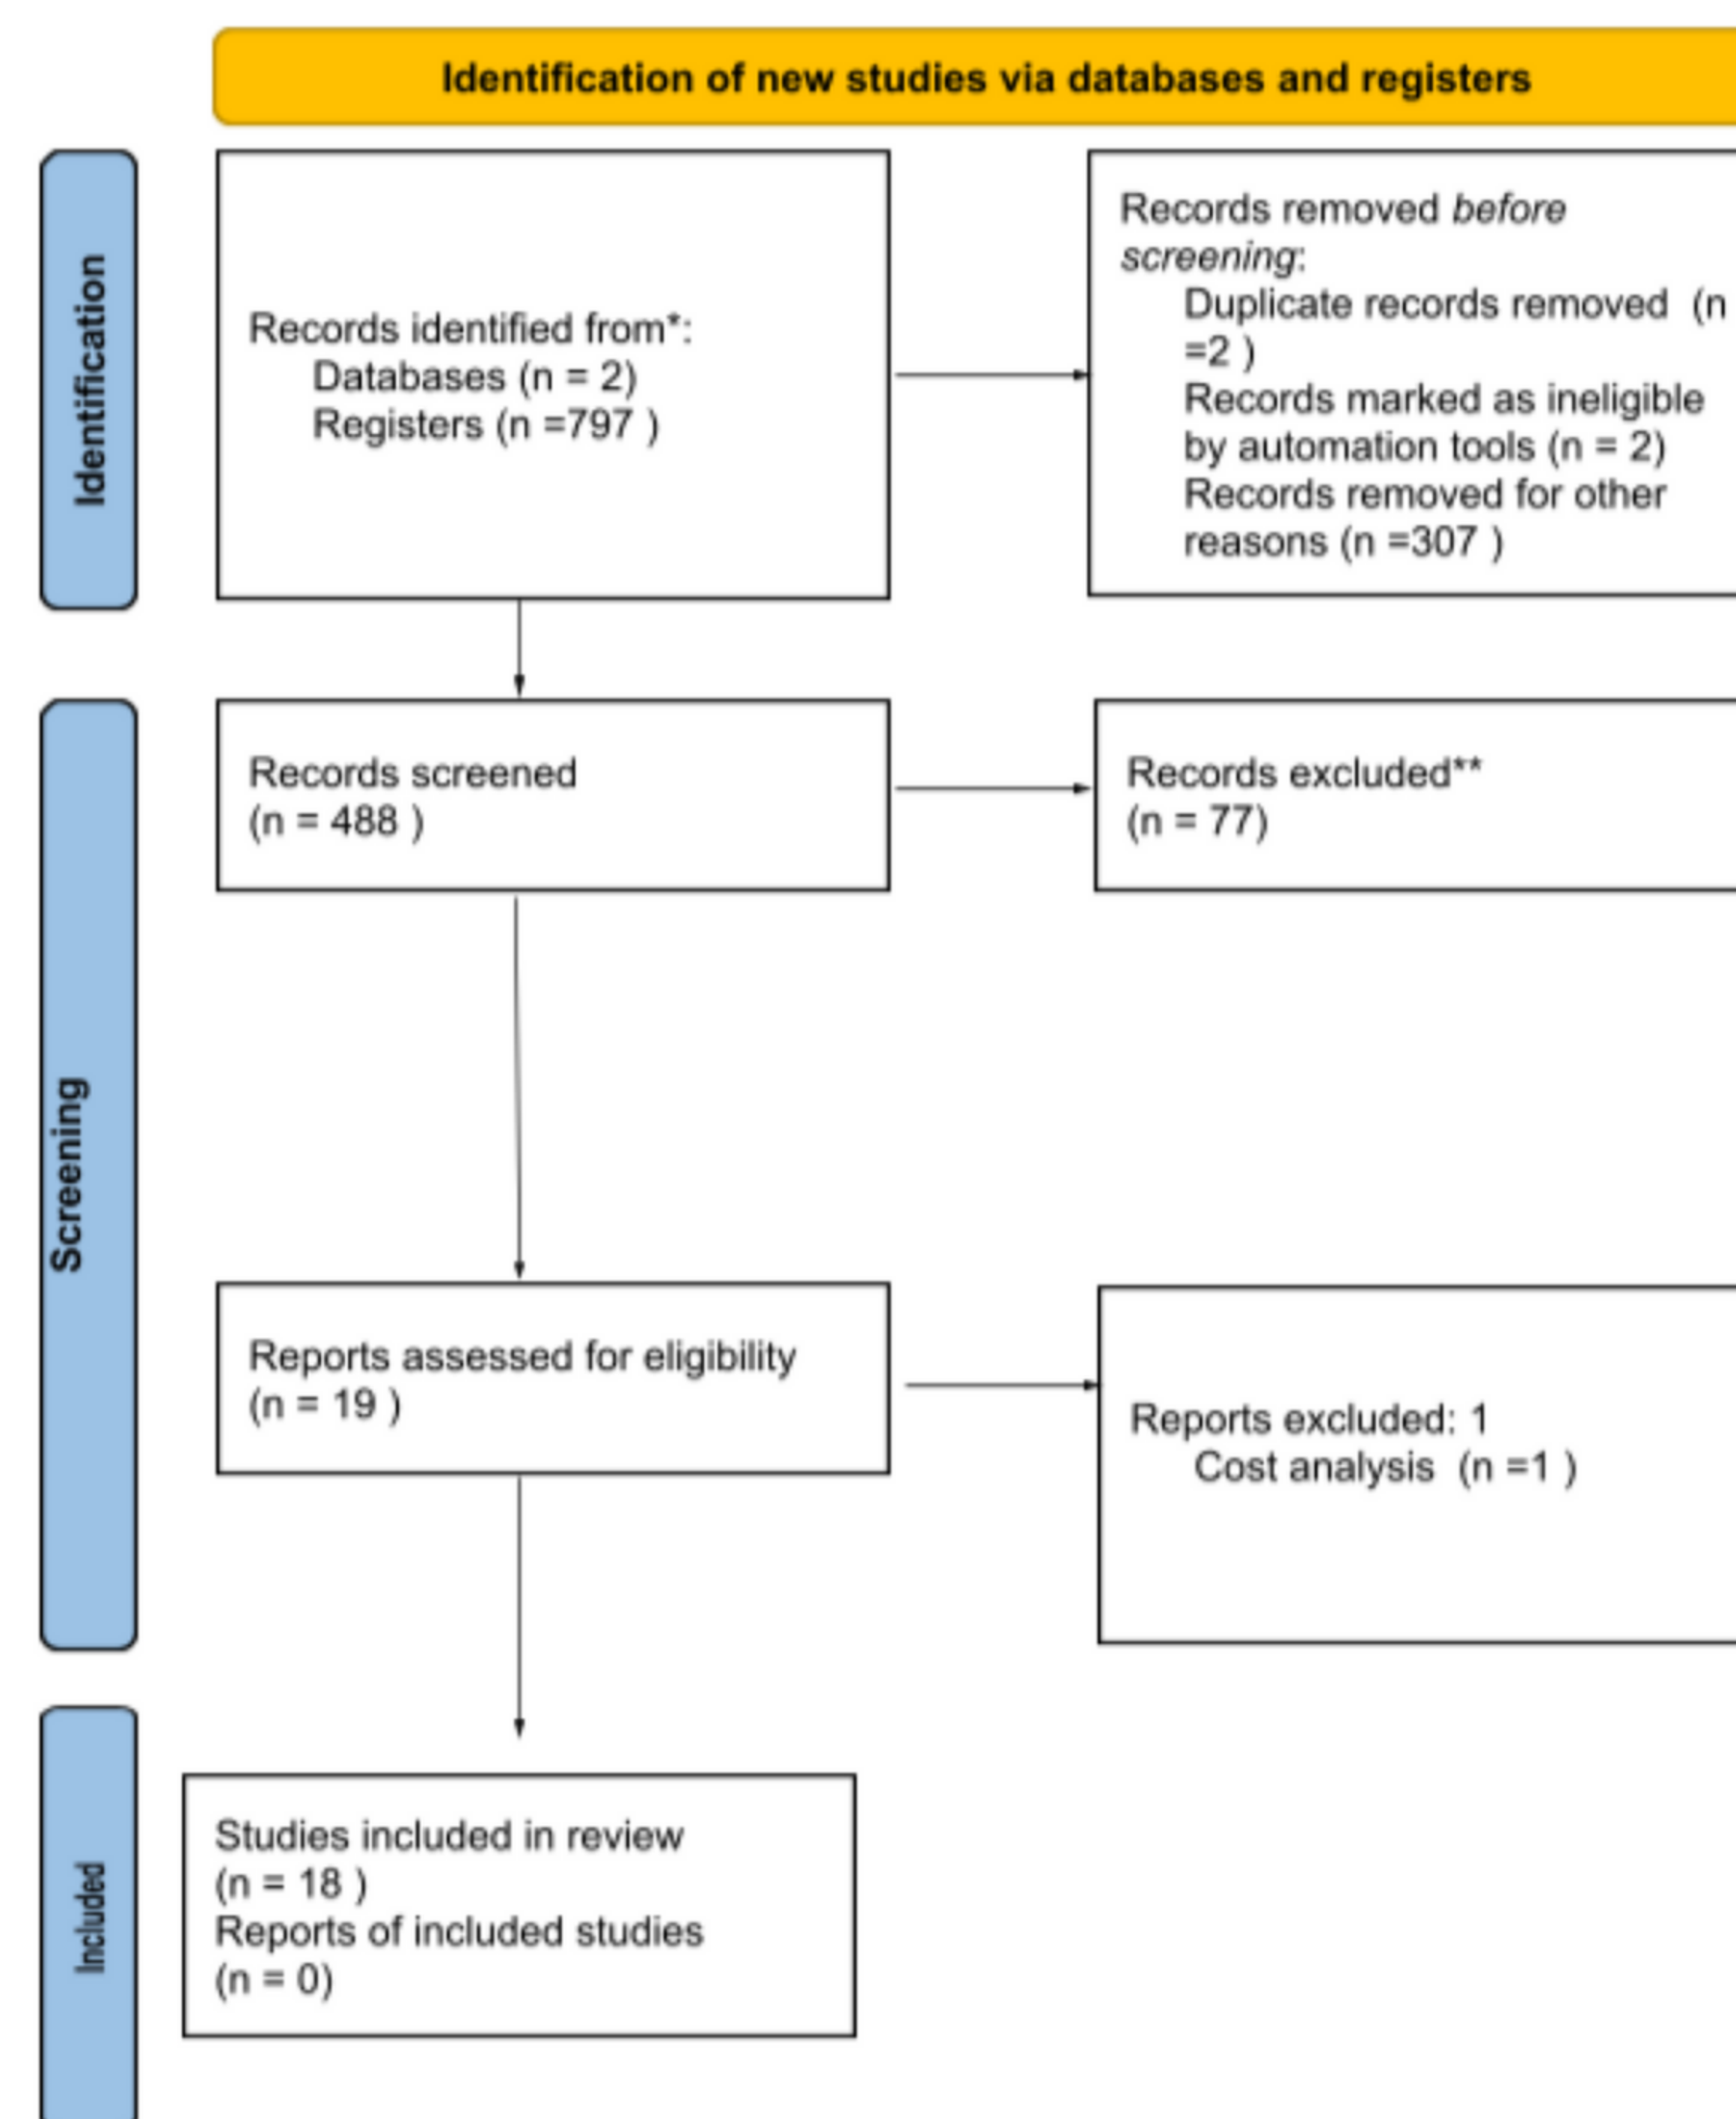 Identification of new studies via databases and registers
Identification
Records identified from*:
Databases (n = 2)
Registers (n =797 )
Records removed before
screening:
Duplicate records removed  (n
=2 )
Records marked as ineligible
by automation tools (n = 2)
Records removed for other
reasons (n =307 )
Screening
Records screened
(n = 488 )
Records excluded**
(n = 77)
Reports assessed for eligibility
(n = 19 )
Reports excluded: 1
Cost analysis  (n =1 )
Included
Studies included in review
(n = 18 )
Reports of included studies
(n = 0)